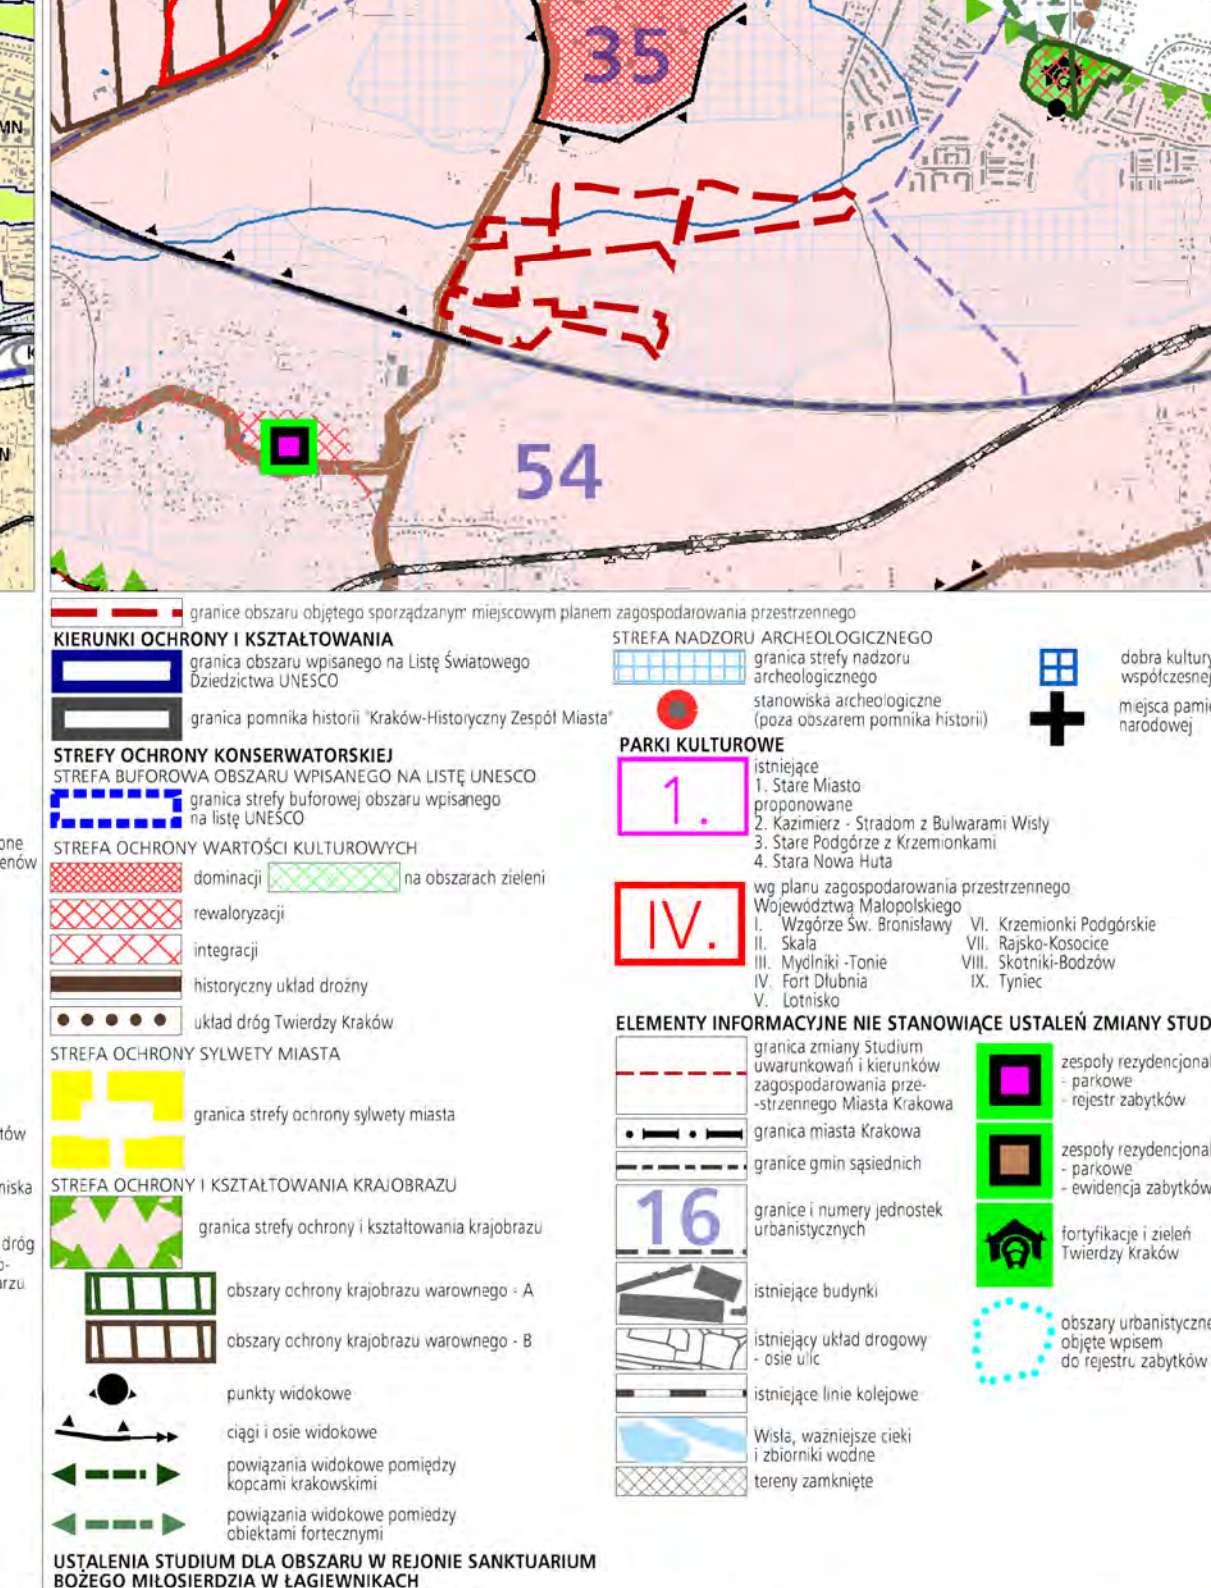 35
MN
54
granice obszaru objętego sporządzanym miejscowym planem zagospodarowania przestrzennego
KIERUNKI OCHRONY I KSZTAŁTOWANIA
granica obszaru wpisanego na Listę Światowego
Dziedzictwa UNESCO
granica pomnika historii "Kraków-Historyczny Zespół Miasta"
STREFY OCHRONY KONSERWATORSKIEJ
STREFA BUFOROWA OBSZARU WPISANEGO NA LISTĘ UNESCO
granica strefy buforowej obszaru wpisanego
na listę UNESCO
STREFA OCHRONY WARTOŚCI KULTUROWYCH
dominacji
na obszarach zieleni
rewaloryzacji
integracji
historyczny układ drożny
układ dróg Twierdzy Kraków
STREFA OCHRONY SYLWETY MIASTA
granica strefy ochrony sylwety miasta
STREFA OCHRONY I KSZTAŁTOWANIA KRAJOBRAZU
granica strefy ochrony i kształtowania krajobrazu
obszary ochrony krajobrazu warownego - A
obszary ochrony krajobrazu warownego - B
punkty widokowe
ciągi i osie widokowe
powiązania widokowe pomiędzy
kopcami krakowskimi
powiązania widokowe pomiedzy
obiektami fortecznymi
USTALENIA STUDIUM DLA OBSZARU W REJONIE SANKTUARIUM
BOŻEGO MIŁOSIERDZIA W ŁAGIEWNIKACH
STREFA NADZORU ARCHEOLOGICZNEGO
granica strefy nadzoru
archeologicznego
stanowiska archeologiczne
(poza obszarem pomnika historii)
dobra kultury
współczesnej
miejsca pamię
narodowej
PARKI KULTUROWE
1.
istniejące
1. Stare Miasto
proponowane
2. Kazimierz - Stradom z Bulwarami Wisły
3. Stare Podgórze z Krzemionkami
4. Stara Nowa Huta
IV.
wg planu zagospodarowania przestrzennego
Województwa Małopolskiego
I. Wzgórze Św. Bronisławy VI. Krzemionki Podgórskie
II. Skała VII. Rajsko-Kosocice
III. Mydlniki -Tonie VIII. Skotniki-Bodzów
IV. Fort Dłubnia IX. Tyniec
V. Lotnisko
ELEMENTY INFORMACYJNE NIE STANOWIĄCE USTALEŃ ZMIANY STUD
granica zmiany Studium
uwarunkowań i kierunków
zagospodarowania prze-
-strzennego Miasta Krakowa
granica miasta Krakowa
granice gmin sąsiednich
16
granice i numery jednostek
urbanistycznych
istniejące budynki
istniejący układ drogowy
- osie ulic
istniejące linie kolejowe
Wisła, ważniejsze cieki
i zbiorniki wodne
tereny zamknięte
zespoły rezydencjonal
- parkowe
- rejestr zabytków
zespoły rezydencjonal
- parkowe
- ewidencja zabytków
fortyfikacje i zieleń
Twierdzy Kraków
obszary urbanistyczne
objęte wpisem
do rejestru zabytków